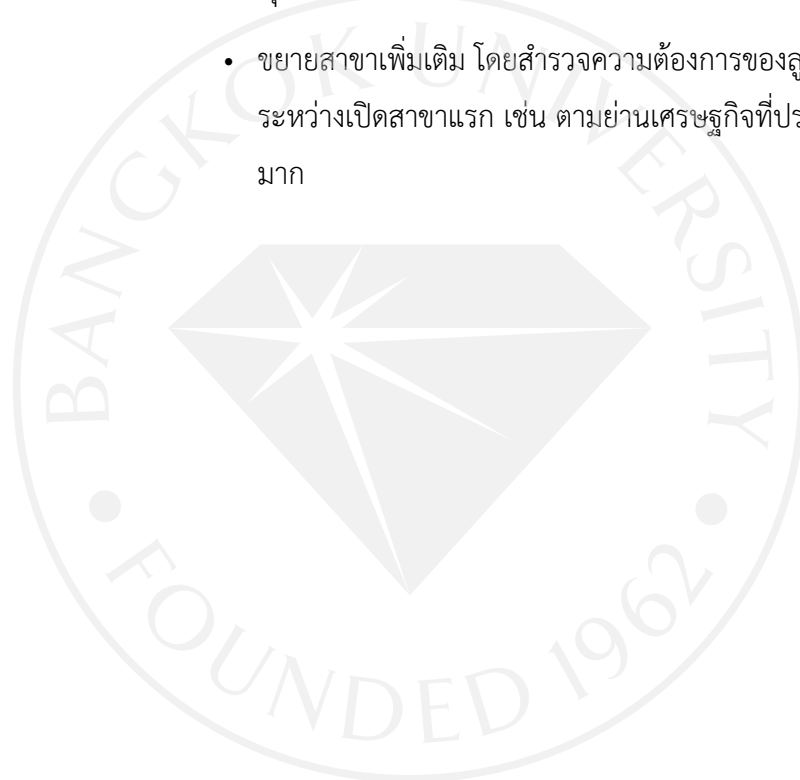 • ขยายสาขาเพิ่มเติม โดยสำรวจความต้องการของ
ระหว่างเปิดสาขาแรก เช่น ตามย่านเศรษฐกิจที่
มาก
BANGKOK UNIVERSITY
• FOUNDED 1962 •